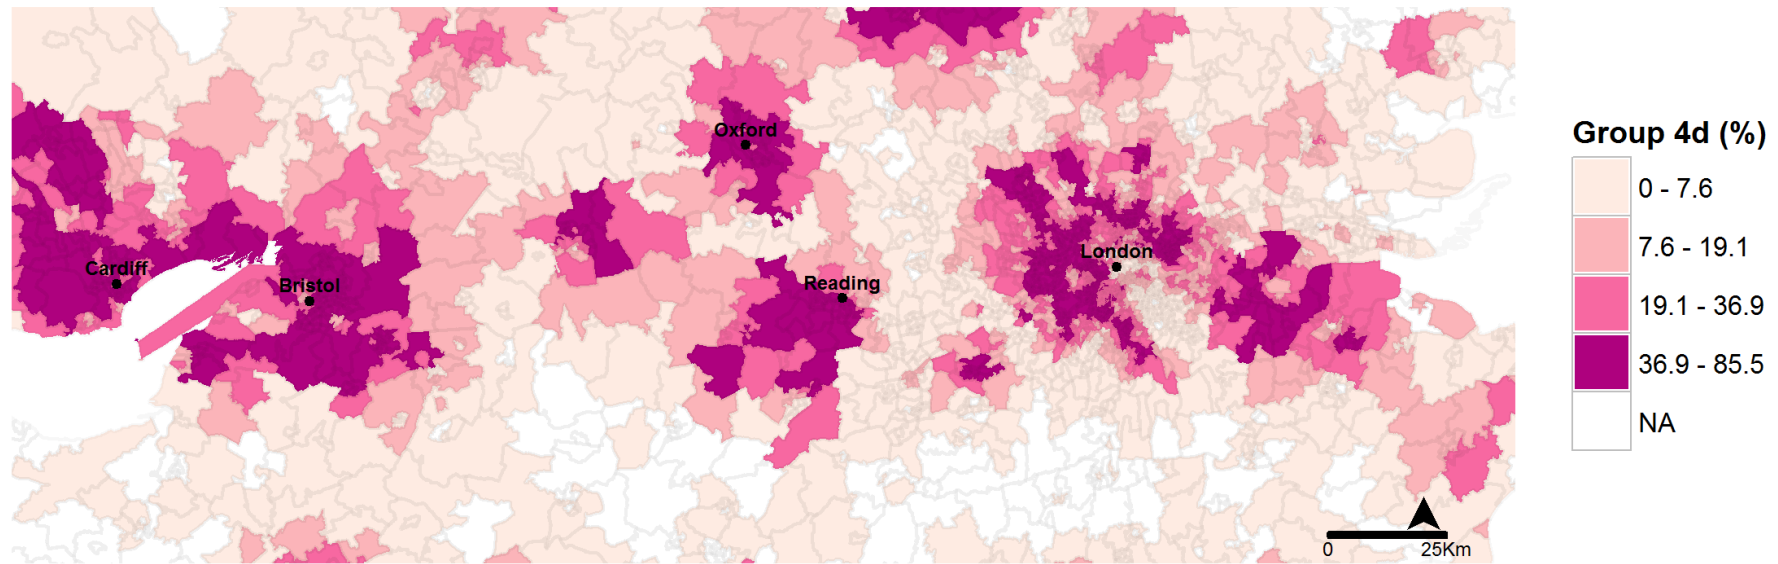 Group 4d (%)
0 - 7.6
7.6 - 19.1
19.1 - 36.9
36.9 - 85.5
NA
Oxford
Cardiff
Bristol
Reading
London
0 25Km